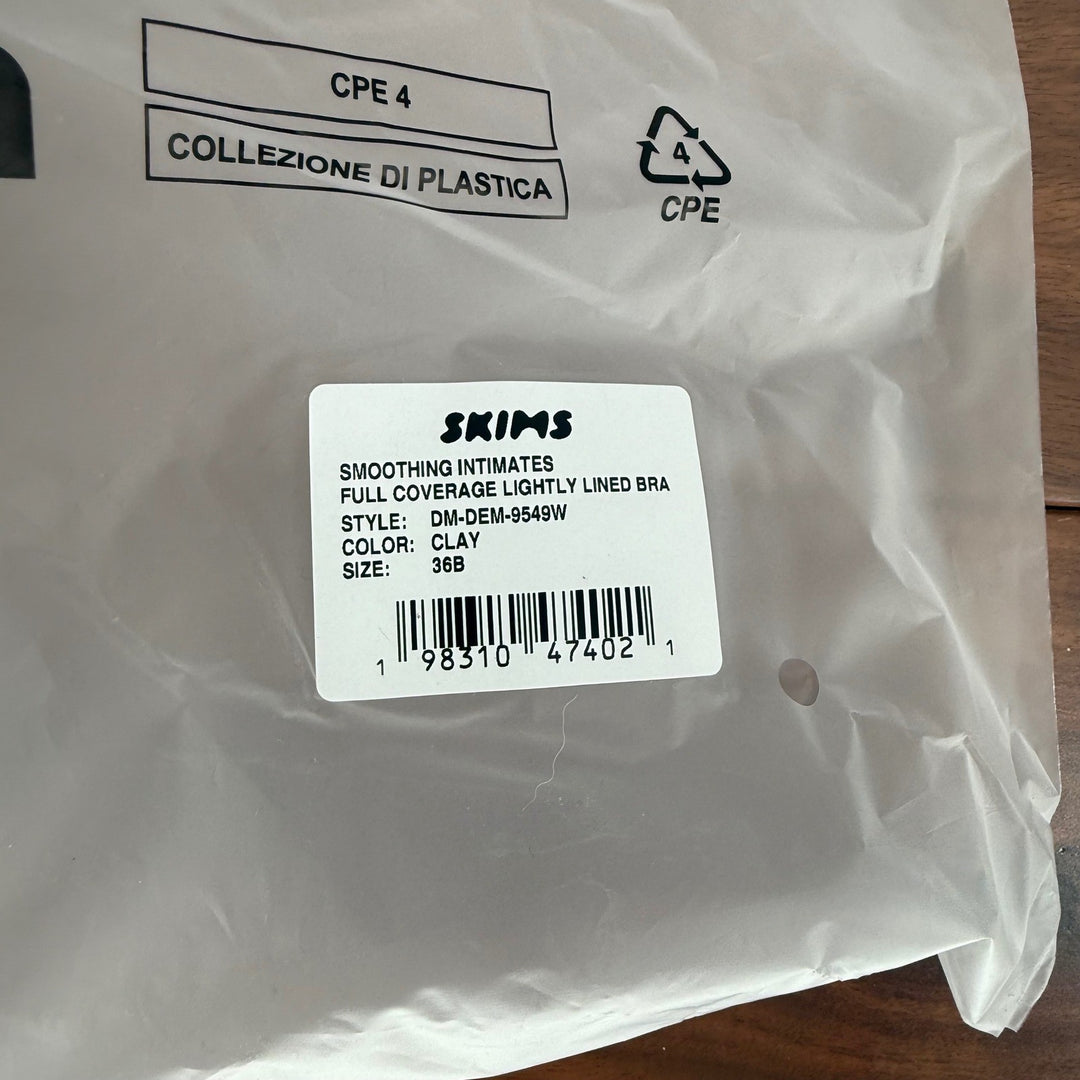 CPE 4
COLLEZIONE DI PLASTICA
4
CPE
SKIMS
SMOOTHING INTIMATES
FULL COVERAGE LIGHTLY LINED BRA
STYLE: DM-DEM-9549W
COLOR: CLAY
SIZE: 36B
1 98310 47402 1